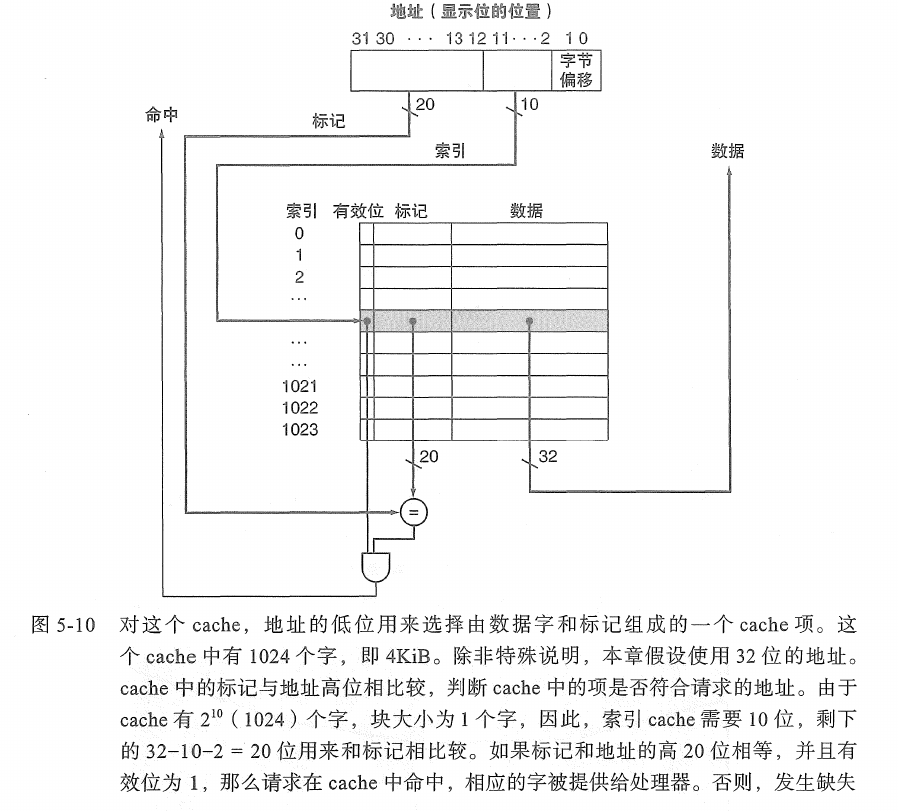 地址（显示位的位置）
31 30 ··· 13 12 11···2 1 0
字节
偏移
20
10
命中
标记
索引
数据
索引 有效位 标记 数据
0
1
2
···
···
···
1021
1022
1023
20
32
=
图 5-10 对这个 cache，地址的低位用来选择由数据字和标记组成的一个 cache 项。这
个 cache 中有 1024 个字，即 4KiB。除非特殊说明，本章假设使用 32 位的地址。
cache 中的标记与地址高位相比较，判断 cache 中的项是否符合请求的地址。由于
cache 有 2¹⁰（1024）个字，块大小为 1 个字，因此，索引 cache 需要 10 位，剩下
的 32−10−2 = 20 位用来和标记相比较。如果标记和地址的高 20 位相等，并且有
效位为 1，那么请求在 cache 中命中，相应的字被提供给处理器。否则，发生缺失